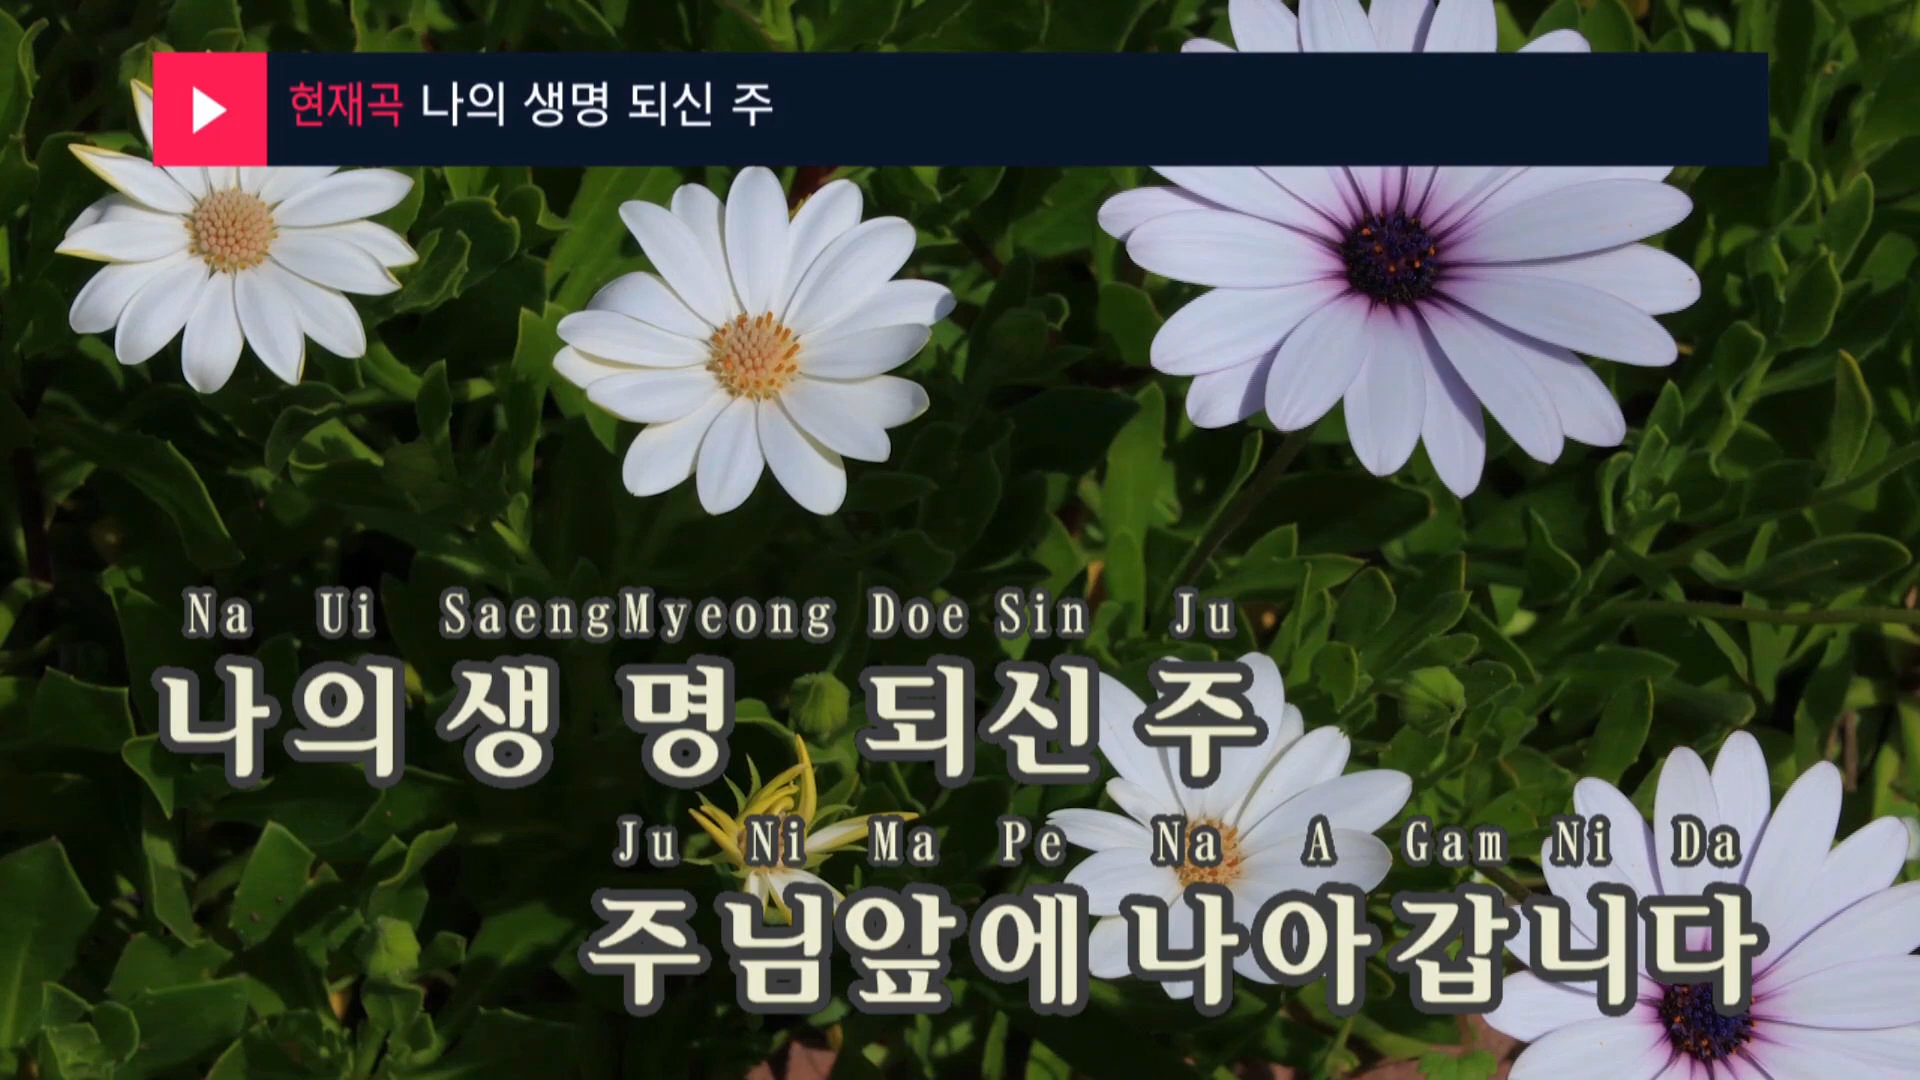 현재곡 나의 생명 되신 주
Na Ui SaengMyeong Doe Sin Ju
나의 생명 되신 주
Ju Ni Ma Pe Na A Gam Ni Da
주님앞에 나아갑니다